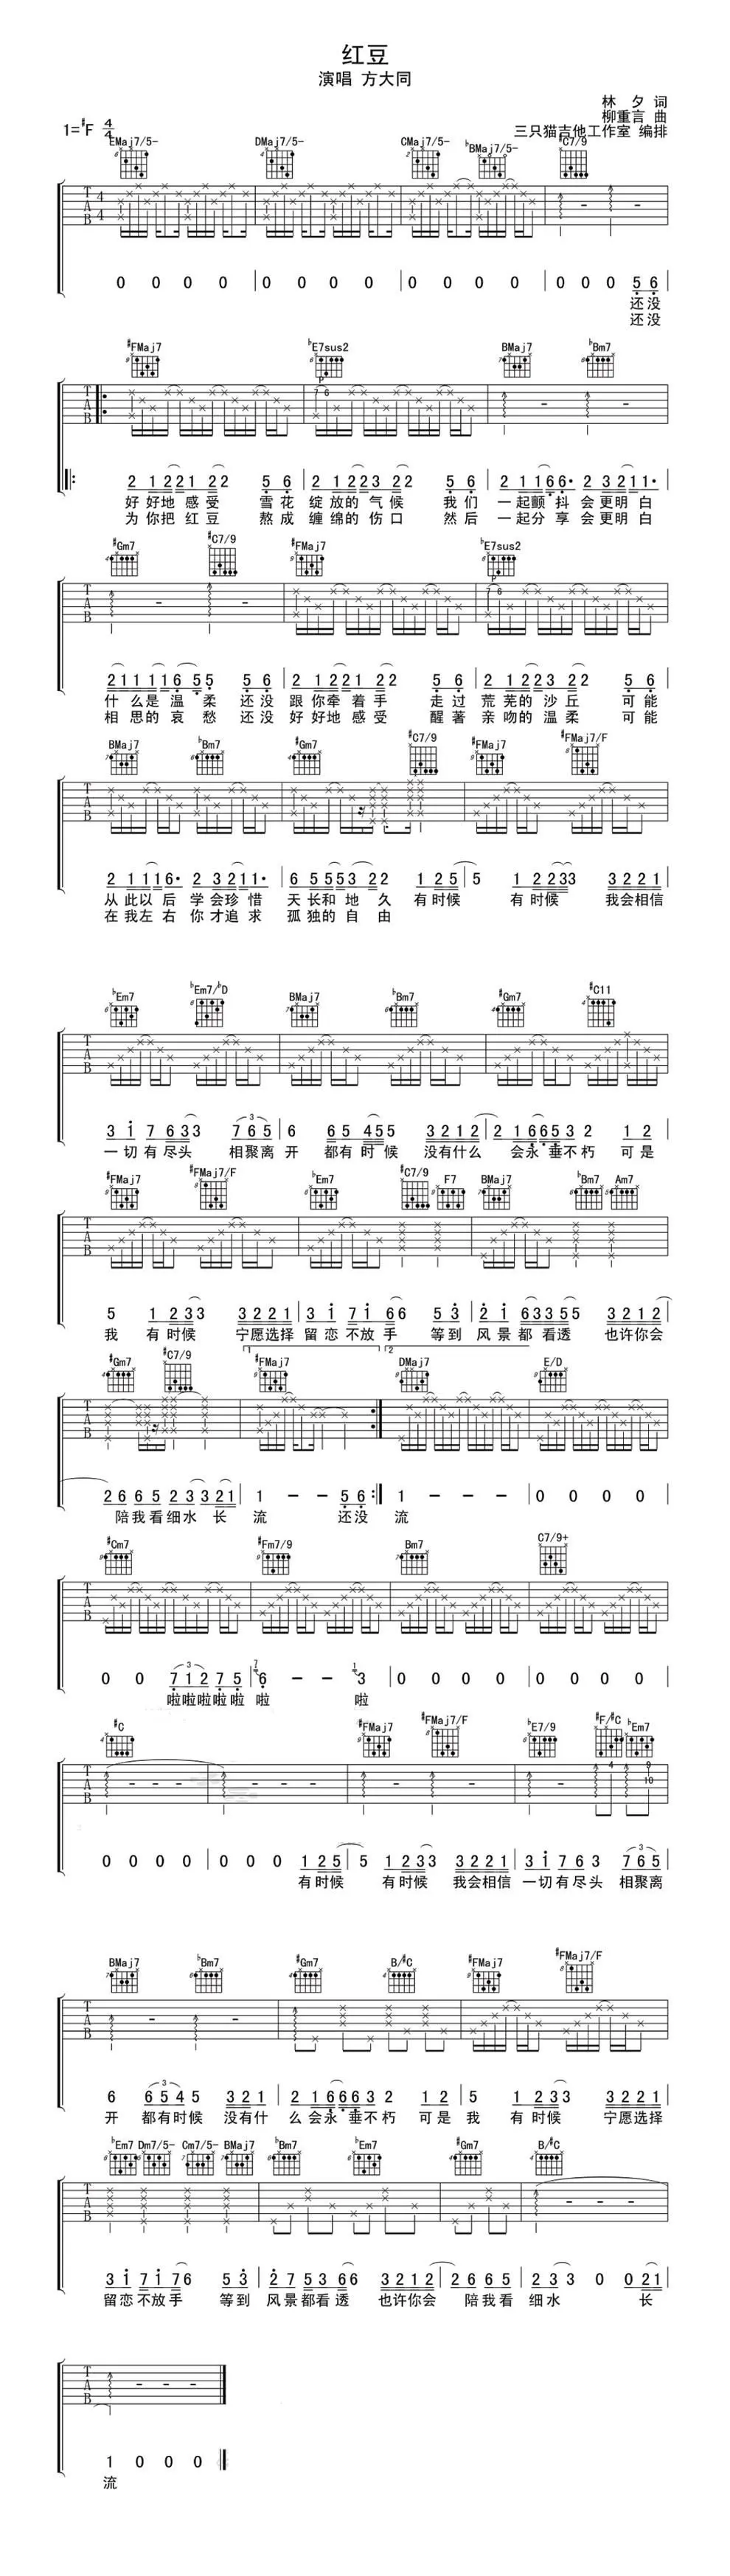 红豆
演唱 方大同
林 夕 词
柳重言 曲
1=#F 4/4 三只猫吉他工作室 编排
EMaj7/5- DMaj7/5- CMaj7/5- bBMaj7/5- #C7/9
0 0 0 0 | 0 0 0 0 | 0 0 0 0 | 0 0 0 5 6
还没
还没
#FMaj7 bE7sus2 BMaj7 bBm7
2 1 2 2 1 2 2 5 6 | 2 1 2 2 3 2 2 5 6 | 2 1 1 6 6· 2 3 2 1 1·
好好地 感受 雪花 绽放的气候 我们 一起颤抖 会更明白
为你把 红豆 熬成 缠绵的伤口 然后 一起分享 会更明白
#Gm7 #C7/9 #FMaj7 bE7sus2
2 1 1 1 1 1 6 5 5 5 6 | 2 1 2 2 1 2 2 5 6 | 2 1 2 2 3 2 2 5 6
什么是温柔 还没 跟你牵着手 走过 荒芜的沙丘 可能
相思的哀愁 还没 好好地感受 醒著 亲吻的温柔 可能
BMaj7 bBm7 #Gm7 #C7/9 #FMaj7 #FMaj7/F
2 1 1 1 1 6· 2 3 2 1 1· | 6 5 5 5 5 3 2 2 1 2 5 | 5 1 2 2 3 3 3 2 2 1
从此以后 学会珍惜 天长和地久 有时候 有时候 我会相信
在我左右 你才追求 孤独的自由
bEm7 bEm7/bD BMaj7 bBm7 #Gm7 #C11
3 1 7 6 3 3 7 6 5 | 6 6 5 4 5 5 3 2 1 2 | 2 1 6 6 5 3 2 1 2
一切有尽头 相聚离开 都有时候 没有什么 会永垂不朽 可是
#FMaj7 #FMaj7/F bEm7 #C7/9 F7 BMaj7 bBm7 Am7
5 1 2 3 3 3 2 2 1 | 3 1 7 1 6 6 5 3 | 2 1 6 3 3 5 5 3 2 1 2
我 有时候 宁愿选择 留恋不放手 等到 风景都看透 也许你会
#Gm7 #C7/9 #FMaj7 DMaj7 E/D
2 6 6 5 2 3 3 2 1 | 1 - - 5 6 :| 1 - - - | 0 0 0 0
陪我看细水 长 流 还没 流
#Cm7 #Fm7/9 Bm7 C7/9+
0 0 7 1 2 7 5 | 6 - - 3 | 0 0 0 0 | 0 0 0 0
啦啦啦啦啦 啦 啦
#C #FMaj7 #FMaj7/F bE7/9 #F/#C bEm7
0 0 0 0 | 0 0 0 1 2 5 | 5 1 2 3 3 3 2 2 1 | 3 1 7 6 3 7 6 5
有时候 有时候 我会相信 一切有尽头 相聚离
BMaj7 bBm7 #Gm7 B/#C #FMaj7 #FMaj7/F
6 6 5 4 5 3 2 1 | 2 1 6 6 6 3 2 1 2 | 5 1 2 3 3 3 2 2 1
开 都有时候 没有什 么会永垂不朽 可是 我 有时候 宁愿选择
bEm7 Dm7/5- Cm7/5- BMaj7 bBm7 bEm7 #Gm7 B/#C
3 1 7 1 7 6 5 3 | 2 7 5 3 6 6 3 2 1 2 | 2 6 6 5 | 2 3 3 0 0 2 1
留恋不放手 等到 风景都看透 也许你会 陪我看 细水 长
1 0 0 0
流